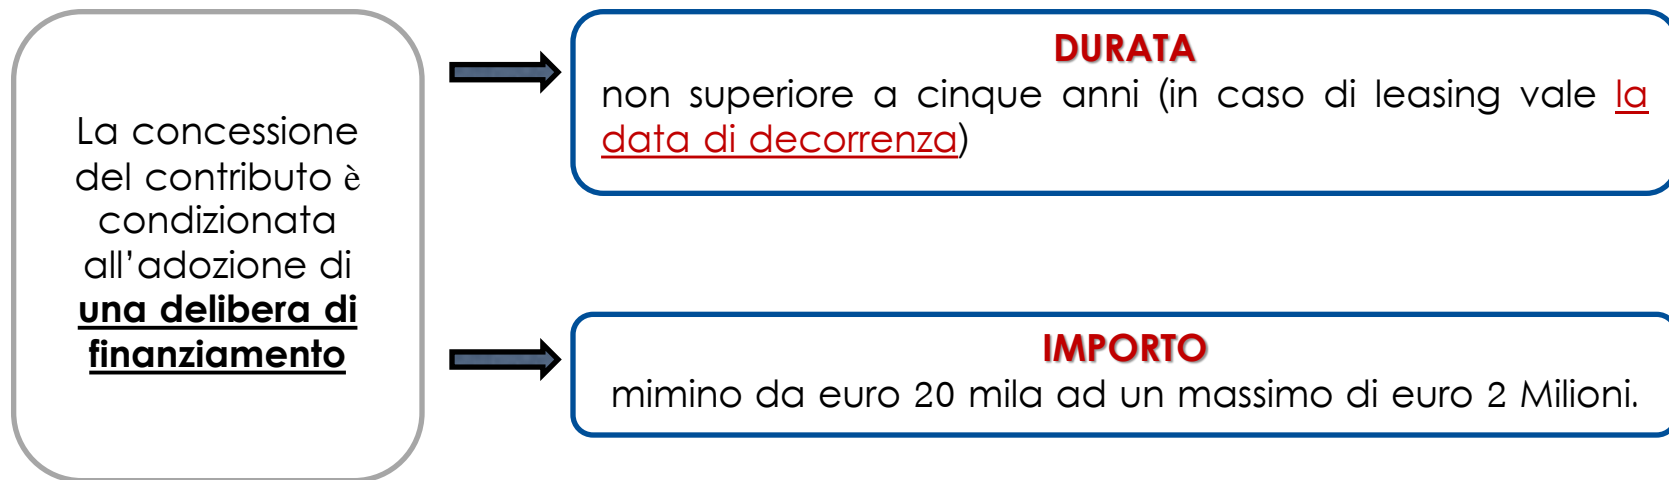 La concessione
del contributo è
condizionata
all’adozione di
una delibera di
finanziamento
DURATA
non superiore a cinque anni (in caso di leasing vale la
data di decorrenza)
IMPORTO
mimino da euro 20 mila ad un massimo di euro 2 Milioni.